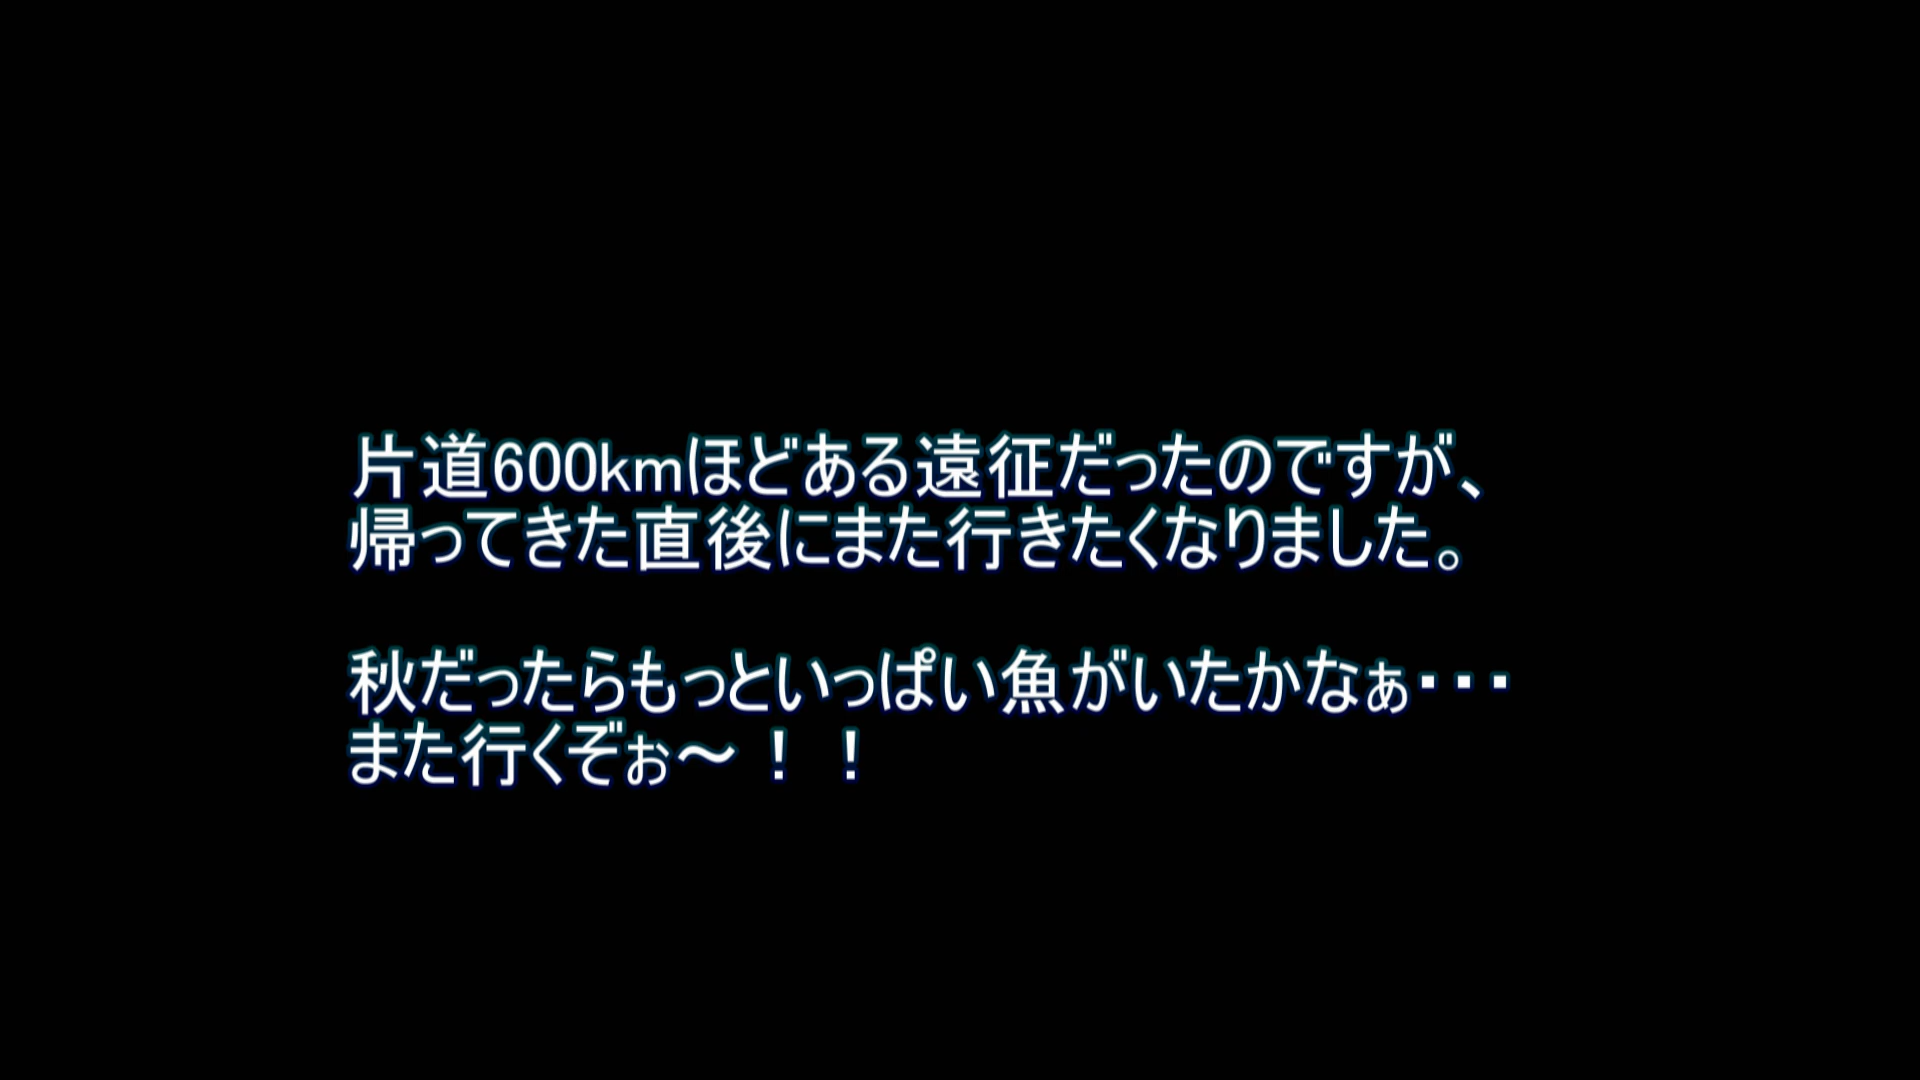 片道600kmほどある遠征だったのですが、
帰ってきた直後にまた行きたくなりました。
秋だったらもっといっぱい魚がいたかなぁ・・・
また行くぞぉ～！！